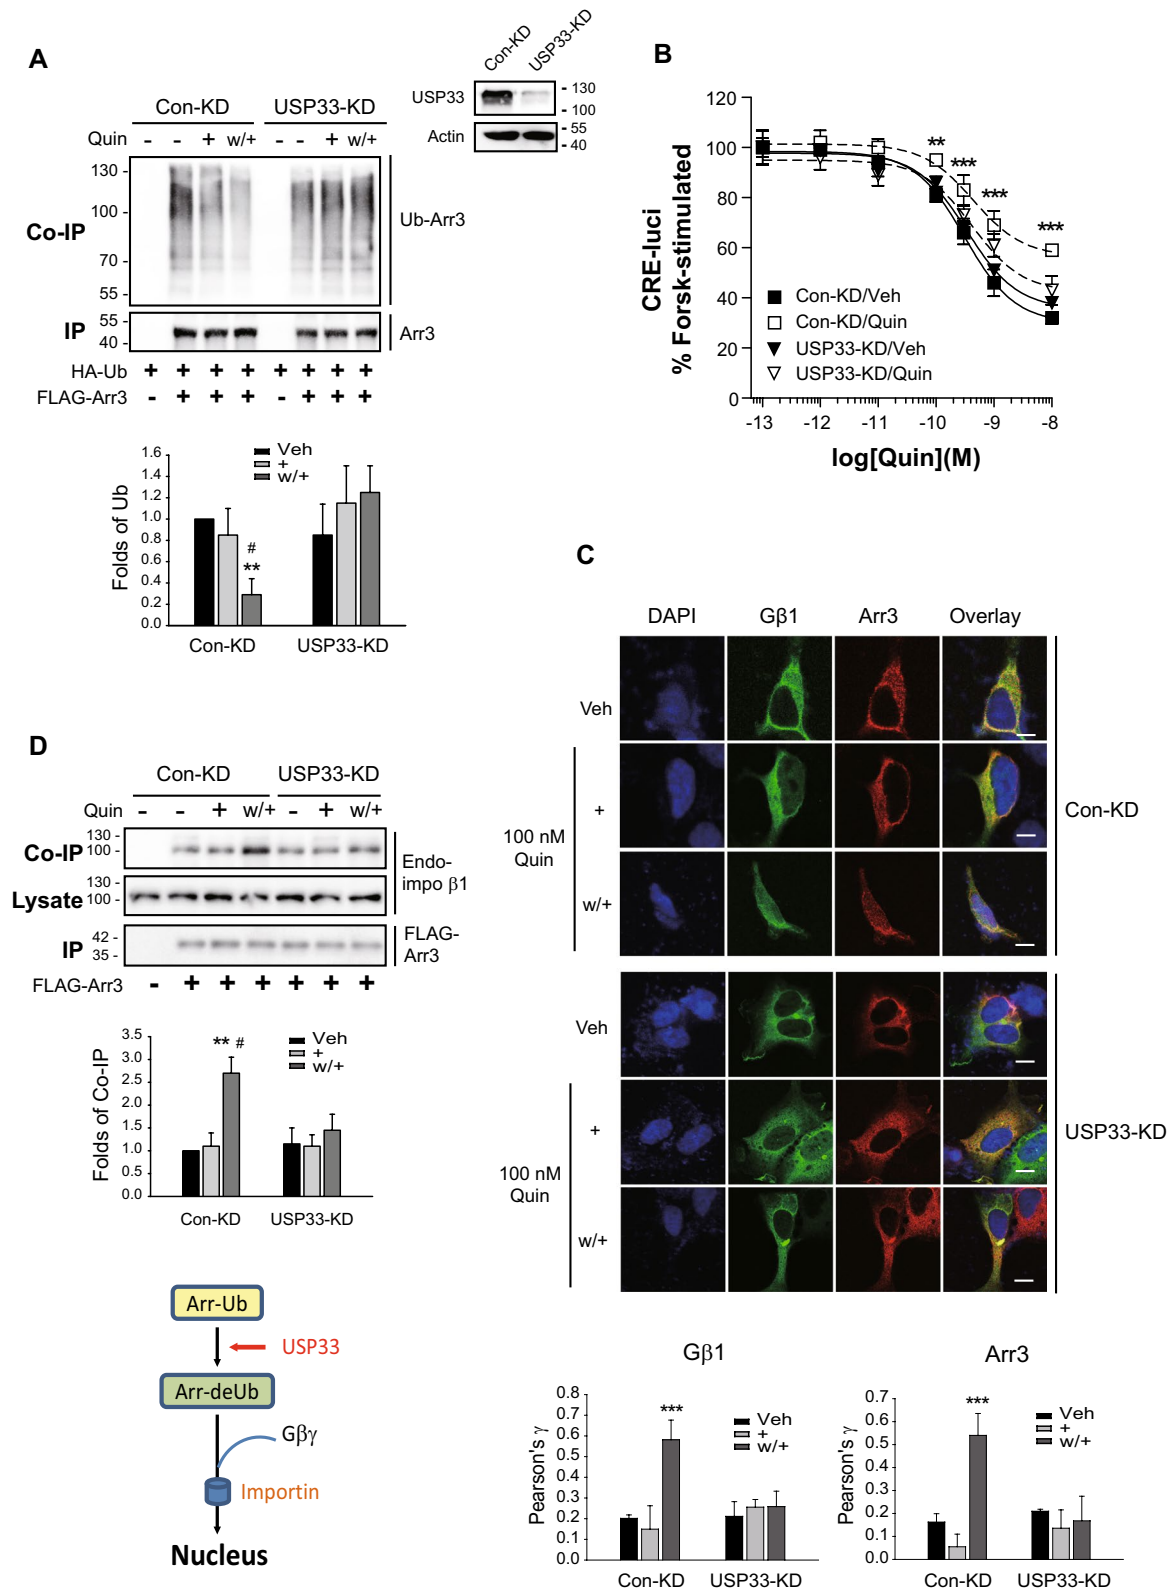 A
Con-KD USP33-KD
Quin - - + w/+ - - + w/+
130 -
100 -
70 -
55 -
Co-IP
Ub-Arr3
55 -
40 -
IP
Arr3
HA-Ub + + + + + + + +
FLAG-Arr3 - + + + - + + +
Con-KD USP33-KD
USP33 - 130
- 100
Actin - 55
- 40
Folds of Ub
1.6
1.4
1.2
1.0
0.8
0.6
0.4
0.2
0.0
Veh
+
w/+
#
**
Con-KD USP33-KD
B
CRE-luci
% Forsk-stimulated
120
100
80
60
40
20
0
** *** *** ***
Con-KD/Veh
Con-KD/Quin
USP33-KD/Veh
USP33-KD/Quin
-13 -12 -11 -10 -9 -8
log[Quin](M)
C
DAPI Gβ1 Arr3 Overlay
Veh
+
100 nM
Quin
w/+
Con-KD
Veh
+
100 nM
Quin
w/+
USP33-KD
Gβ1
Pearson's γ
0.8
0.7
0.6
0.5
0.4
0.3
0.2
0.1
0.0
***
Veh
+
w/+
Con-KD USP33-KD
Arr3
Pearson's γ
0.7
0.6
0.5
0.4
0.3
0.2
0.1
0.0
***
Veh
+
w/+
Con-KD USP33-KD
D
Con-KD USP33-KD
Quin - - + w/+ - + w/+
Co-IP 130 -
100 -
Lysate 130 -
100 -
Endo-
impo β1
IP 42 -
35 -
FLAG-
Arr3
FLAG-Arr3 - + + + + + +
Folds of Co-IP
3.5
3.0
2.5
2.0
1.5
1.0
0.5
0.0
** #
Veh
+
w/+
Con-KD USP33-KD
Arr-Ub
USP33
Arr-deUb
Gβγ
Importin
Nucleus